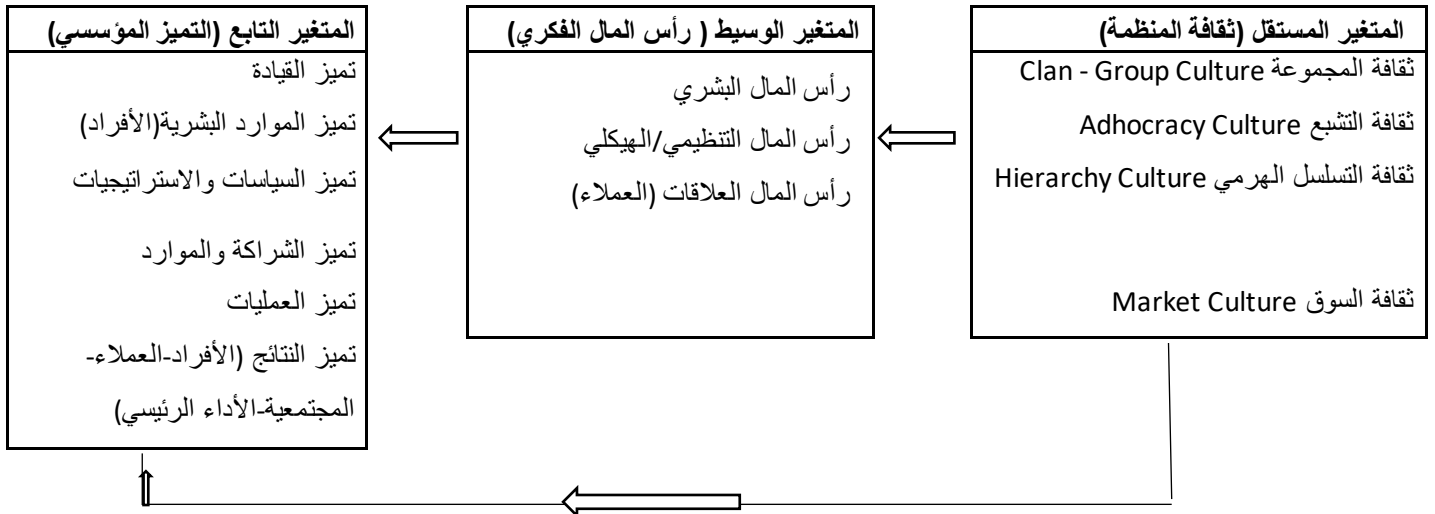 المتغير المستقل (ثقافة المنظمة)
ثقافة المجموعة Clan - Group Culture
ثقافة التشبع Adhocracy Culture
ثقافة التسلسل الهرمي Hierarchy Culture
ثقافة السوق Market Culture
المتغير الوسيط ( رأس المال الفكري)
رأس المال البشري
رأس المال التنظيمي/الهيكلي
رأس المال العلاقات (العملاء)
المتغير التابع (التميز المؤسسي)
تميز القيادة
تميز الموارد البشرية(الأفراد)
تميز السياسات والاستراتيجيات
تميز الشراكة والموارد
تميز العمليات
تميز النتائج (الأفراد-العملاء-
المجتمعية-الأداء الرئيسي)